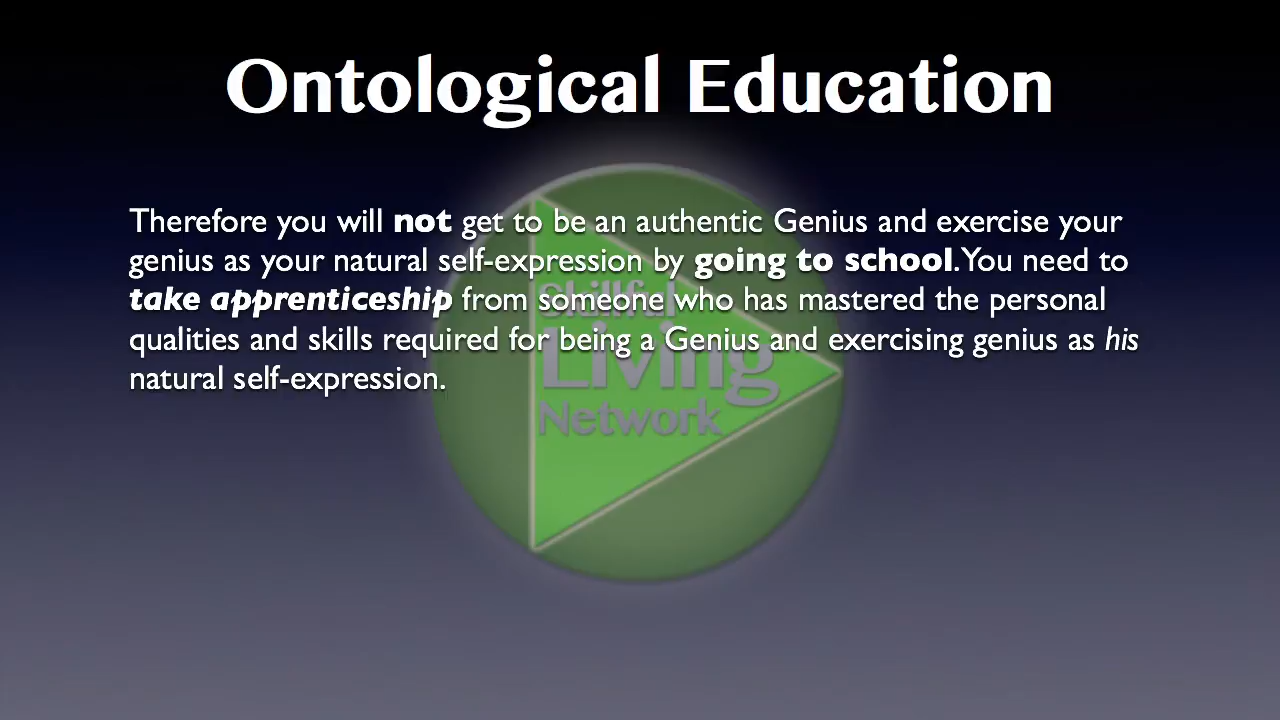 Ontological Education
Therefore you will not get to be an authentic Genius and exercise your
genius as your natural self-expression by going to school. You need to
take apprenticeship from someone who has mastered the personal
qualities and skills required for being a Genius and exercising genius as his
natural self-expression.
Skillful
Living
Network